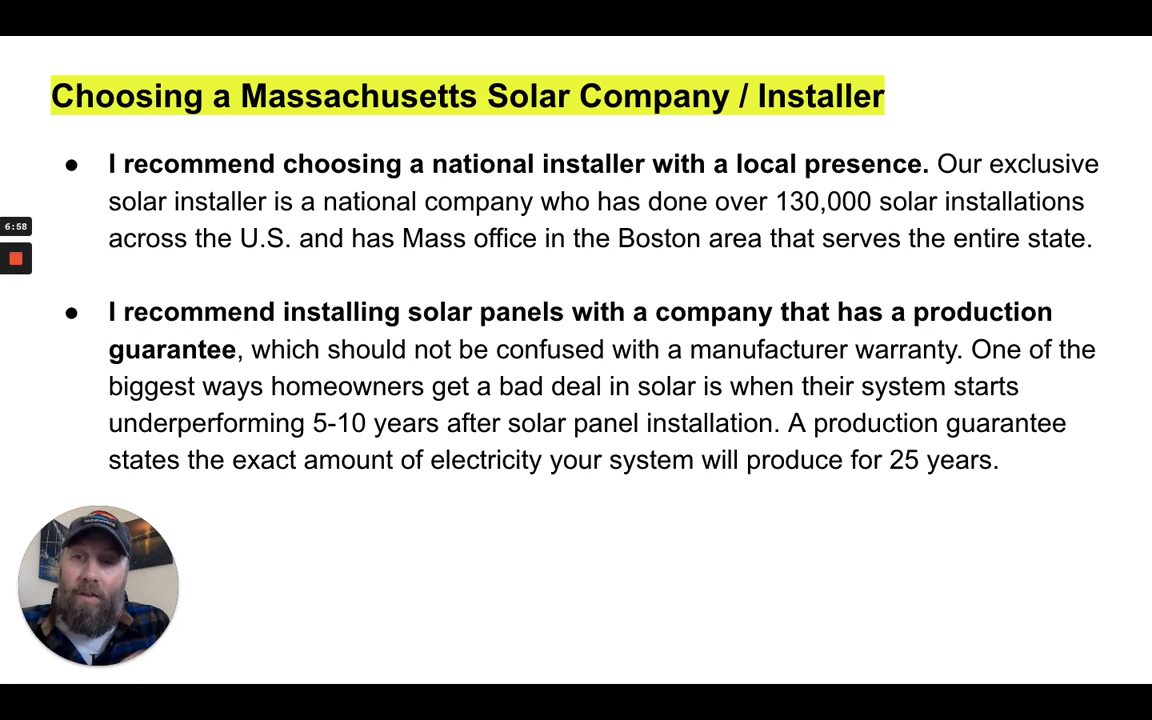 Choosing a Massachusetts Solar Company / Installer
● I recommend choosing a national installer with a local presence. Our exclusive
solar installer is a national company who has done over 130,000 solar installations
across the U.S. and has Mass office in the Boston area that serves the entire state.
6:58
● I recommend installing solar panels with a company that has a production
guarantee, which should not be confused with a manufacturer warranty. One of the
biggest ways homeowners get a bad deal in solar is when their system starts
underperforming 5-10 years after solar panel installation. A production guarantee
states the exact amount of electricity your system will produce for 25 years.